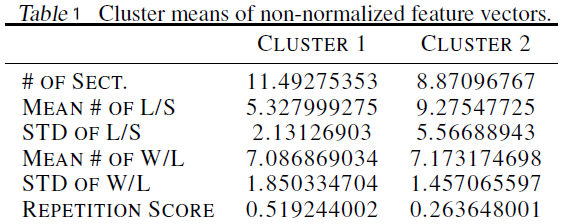 Table 1 Cluster means of non-normalized feature vectors.
CLUSTER 1 CLUSTER 2
# OF SECT. 11.49275353 8.87096767
MEAN # OF L/S 5.327999275 9.27547725
STD OF L/S 2.13126903 5.56688943
MEAN # OF W/L 7.086869034 7.173174698
STD OF W/L 1.850334704 1.457065597
REPETITION SCORE 0.519244002 0.263648001